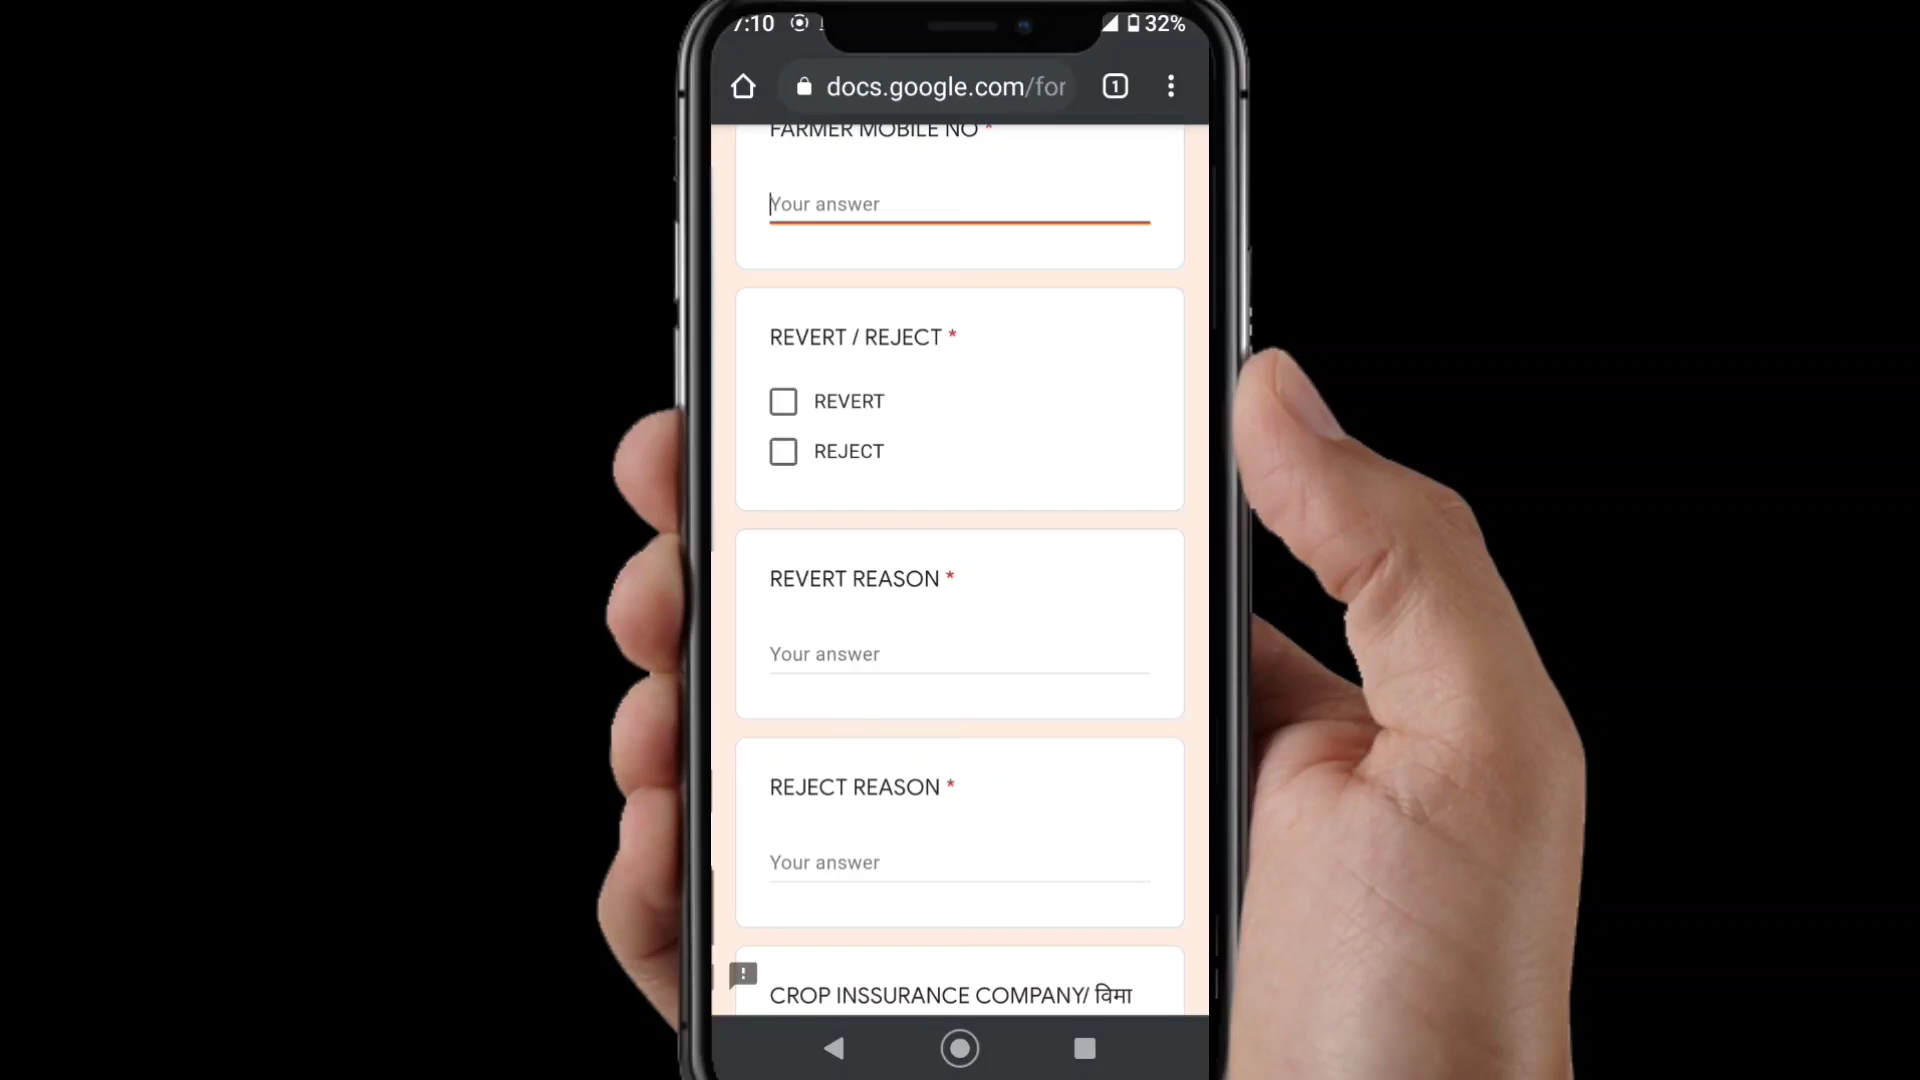 7:10 32%
docs.google.com/for 1
FARMER MOBILE NO *
Your answer
REVERT / REJECT *
REVERT
REJECT
REVERT REASON *
Your answer
REJECT REASON *
Your answer
CROP INSSURANCE COMPANY/ विमा